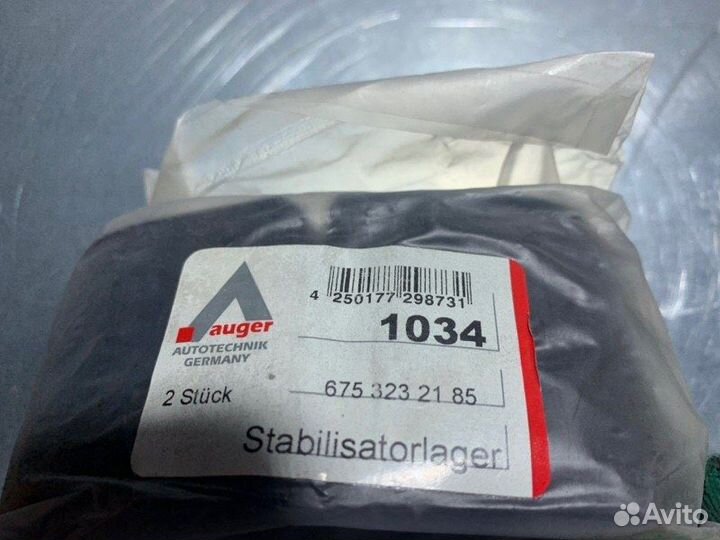 4 250177 298731
1034
auger
AUTOTECHNIK
GERMANY
2 Stück
675 323 21 85
Stabilisatorlager
Avito